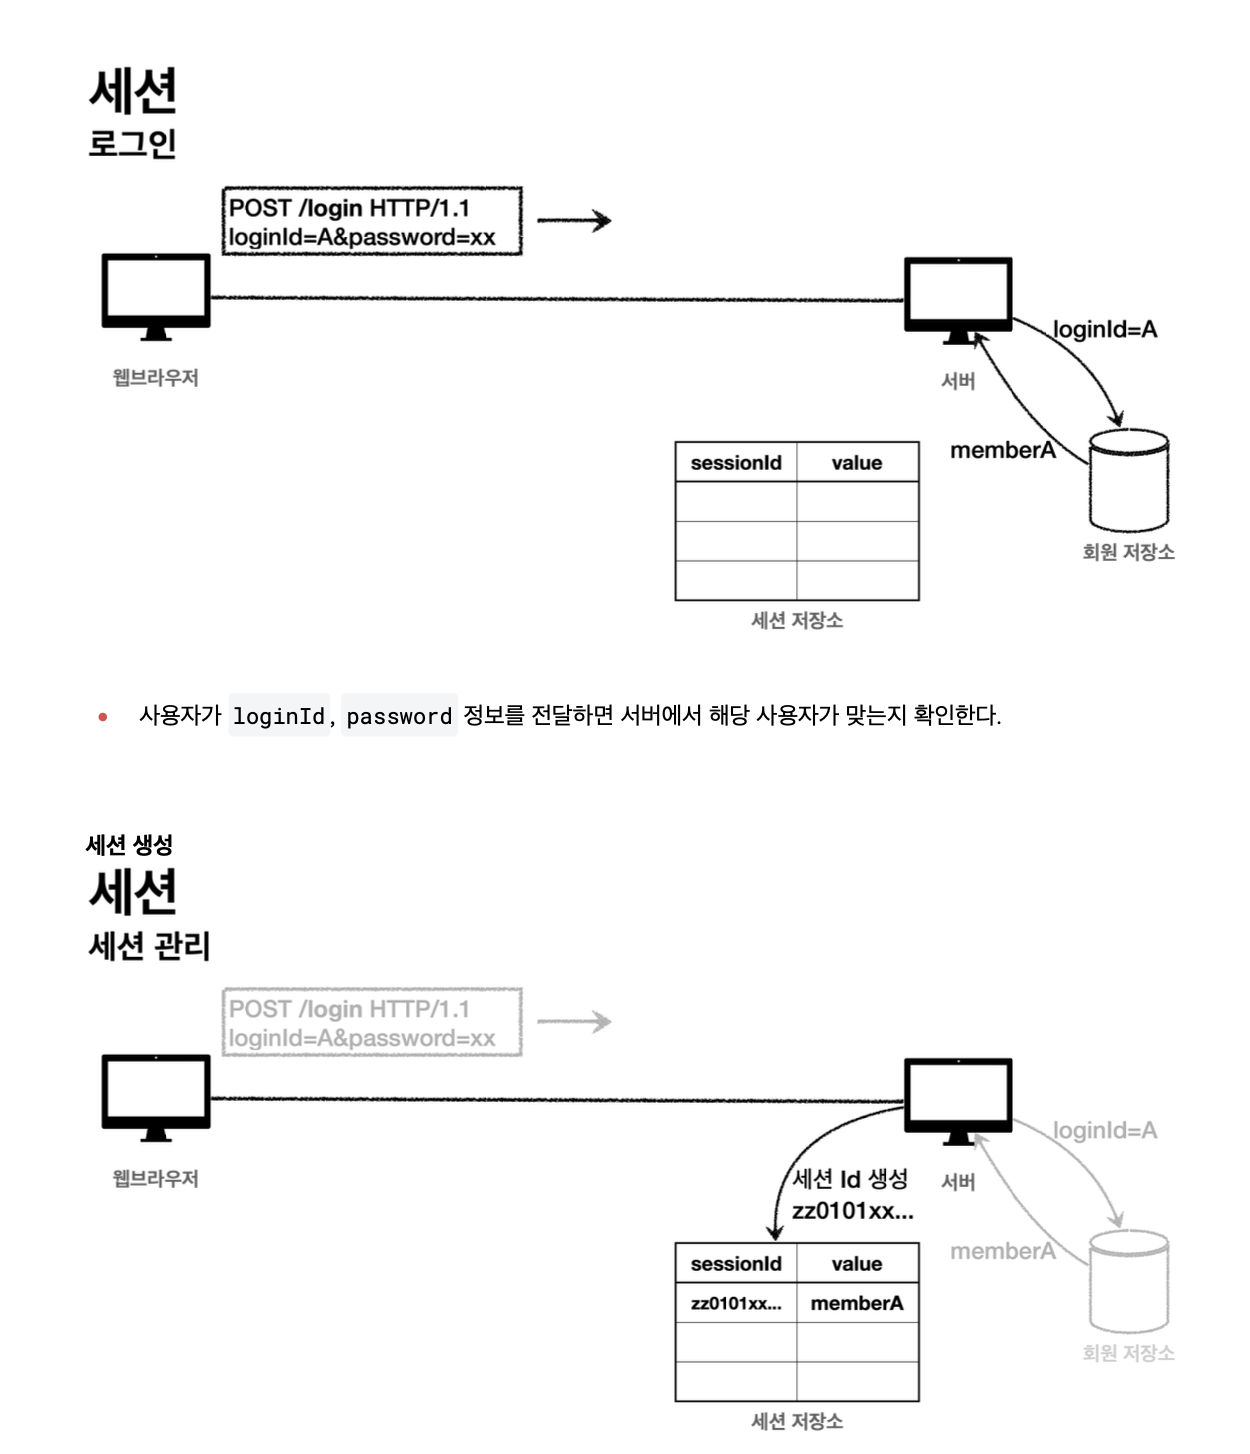 세션
로그인
POST /login HTTP/1.1
loginId=A&password=xx
웹브라우저
서버
loginId=A
memberA
회원 저장소
sessionId value
세션 저장소
사용자가 loginId, password 정보를 전달하면 서버에서 해당 사용자가 맞는지 확인한다.
세션 생성
세션
세션 관리
POST /login HTTP/1.1
loginId=A&password=xx
웹브라우저
서버
loginId=A
memberA
회원 저장소
세션 Id 생성
zz0101xx...
sessionId value
zz0101xx... memberA
세션 저장소